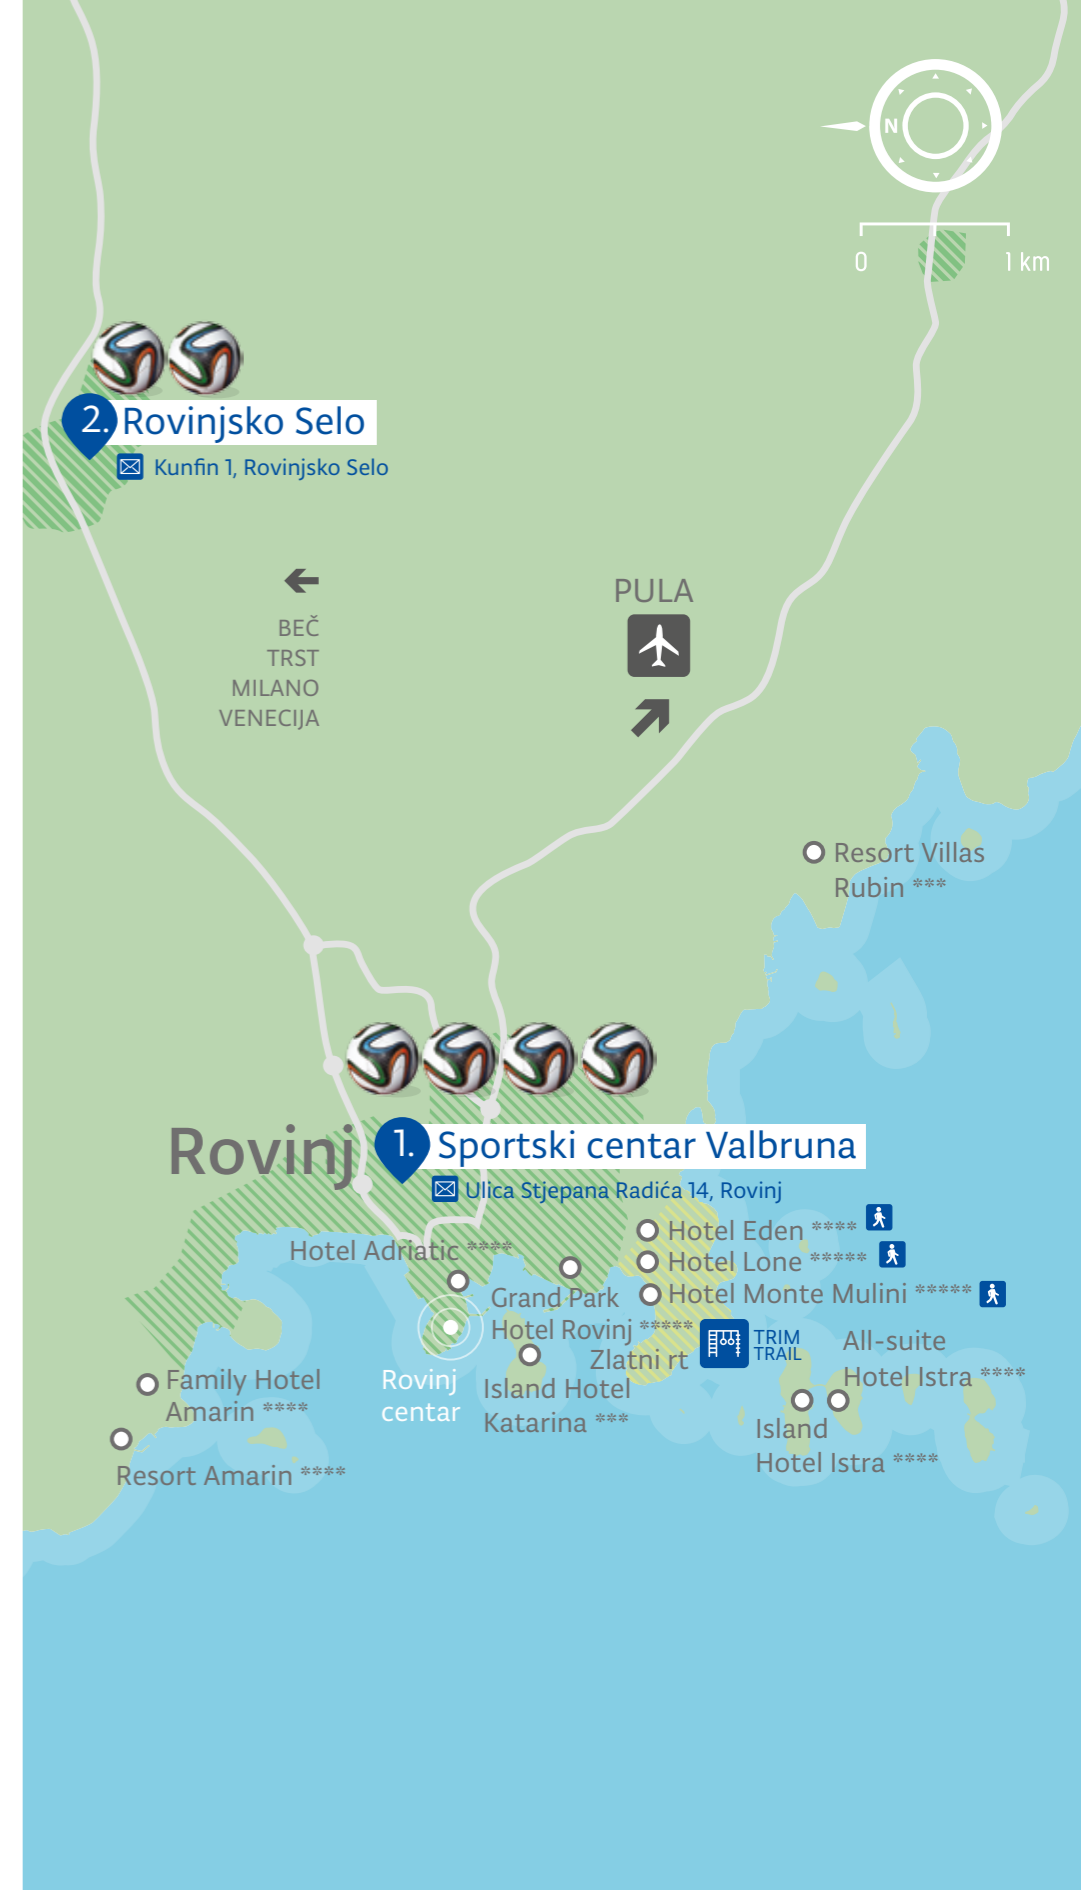 N
0 1 km
2. Rovinjsko Selo
Kunfin 1, Rovinjsko Selo
BEČ
TRST
MILANO
VENECIJA
PULA
Resort Villas
Rubin ***
Rovinj
1. Sportski centar Valbruna
Ulica Stjepana Radića 14, Rovinj
Hotel Eden ****
Hotel Lone *****
Hotel Monte Mulini *****
Hotel Adriatic ****
Grand Park
Hotel Rovinj *****
Zlatni rt
TRIM
TRAIL
All-suite
Hotel Istra ****
Family Hotel
Amarin ****
Rovinj
centar
Island Hotel
Katarina ***
Island
Hotel Istra ****
Resort Amarin ****